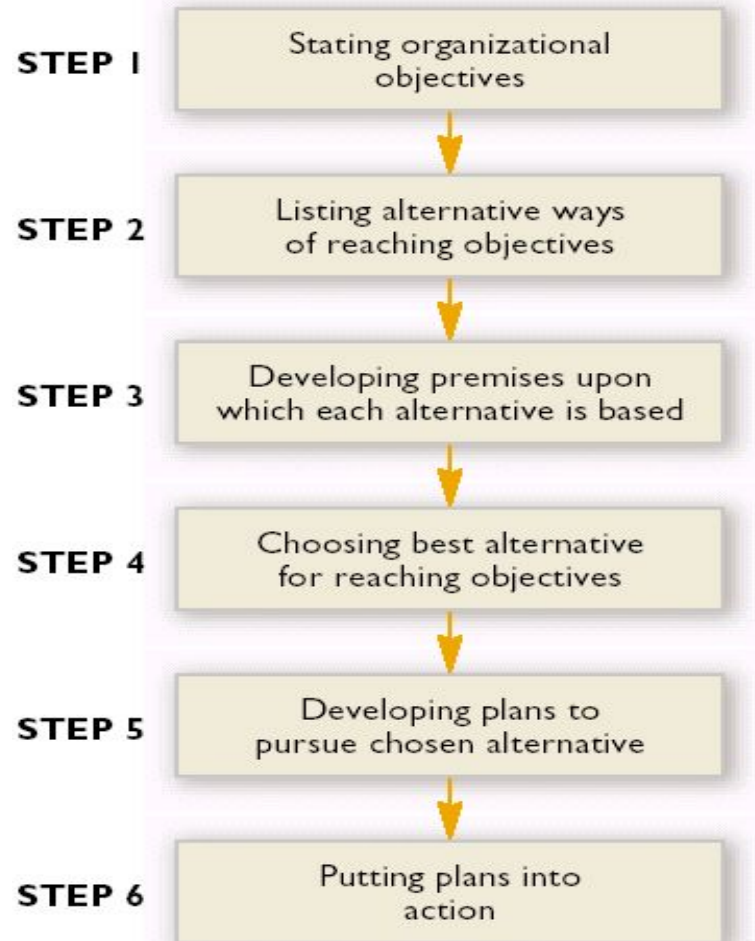 STEP 1
Stating organizational
objectives
STEP 2
Listing alternative ways
of reaching objectives
STEP 3
Developing premises upon
which each alternative is based
STEP 4
Choosing best alternative
for reaching objectives
STEP 5
Developing plans to
pursue chosen alternative
STEP 6
Putting plans into
action